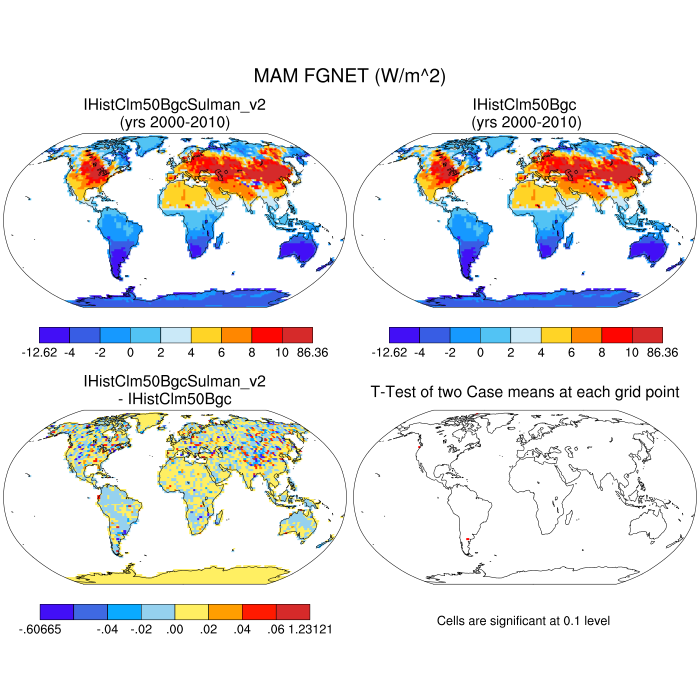 MAM FGNET (W/m^2)
IHistClm50BgcSulman_v2
(yrs 2000-2010)
IHistClm50Bgc
(yrs 2000-2010)
-12.62 -4 -2 0 2 4 6 8 10 86.36
-12.62 -4 -2 0 2 4 6 8 10 86.36
IHistClm50BgcSulman_v2
- IHistClm50Bgc
T-Test of two Case means at each grid point
-.60665 -.04 -.02 .00 .02 .04 .06 1.23121
Cells are significant at 0.1 level